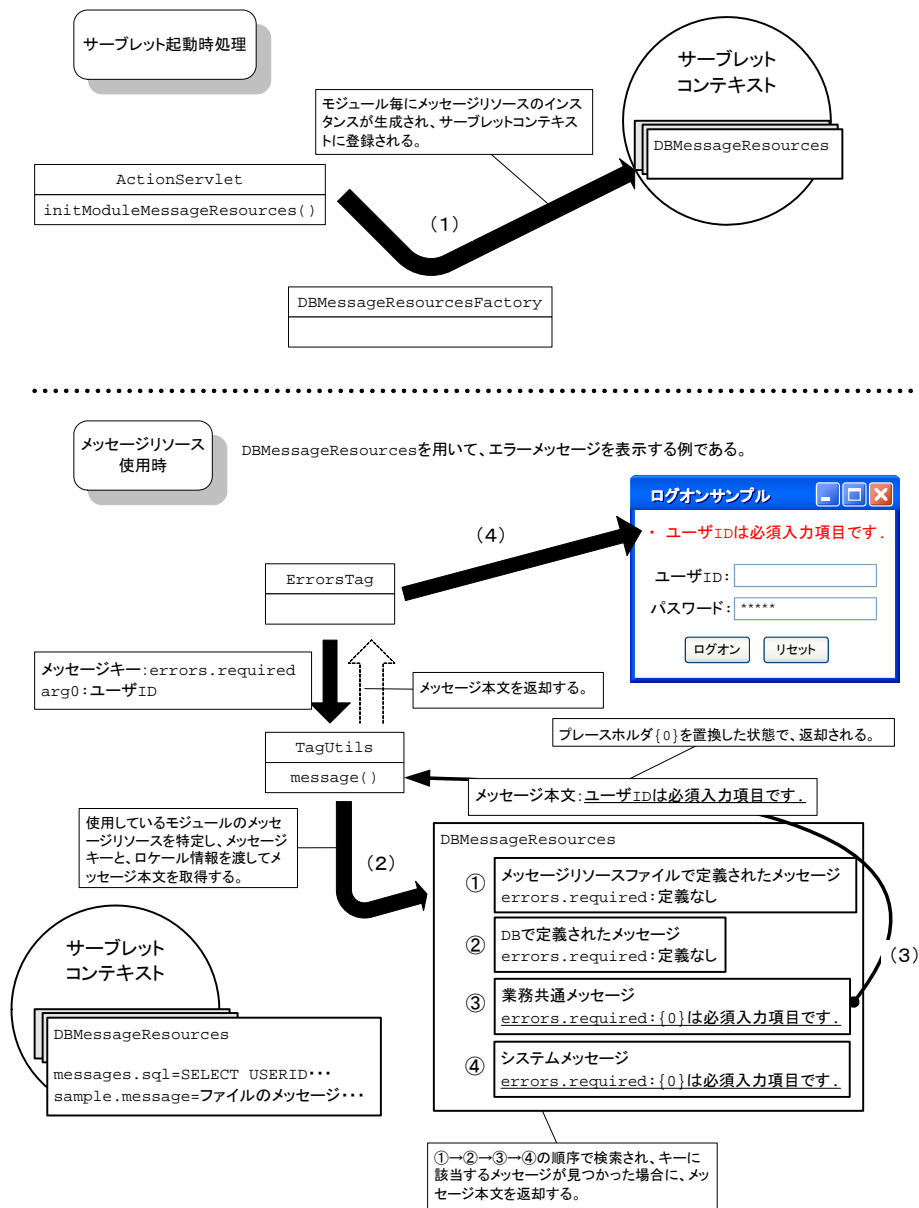 サーブレット起動時処理
サーブレット
コンテキスト
モジュール毎にメッセージリソースのインス
タンスが生成され、サーブレットコンテキス
トに登録される。
DBMessageResources
ActionServlet
initModuleMessageResources()
(1)
DBMessageResourcesFactory
メッセージリソース
使用時
DBMessageResourcesを用いて、エラーメッセージを表示する例である。
ログオンサンプル
・ ユーザIDは必須入力項目です.
ユーザID:
パスワード: *****
ログオン リセット
(4)
ErrorsTag
メッセージキー:errors.required
arg0:ユーザID
メッセージ本文を返却する。
TagUtils
message()
プレースホルダ{0}を置換した状態で、返却される。
メッセージ本文:ユーザIDは必須入力項目です.
使用しているモジュールのメッセ
ージリソースを特定し、メッセージ
キーと、ロケール情報を渡してメ
ッセージ本文を取得する。
(2)
DBMessageResources
① メッセージリソースファイルで定義されたメッセージ
errors.required:定義なし
② DBで定義されたメッセージ
errors.required:定義なし
(3)
③ 業務共通メッセージ
errors.required:{0}は必須入力項目です.
④ システムメッセージ
errors.required:{0}は必須入力項目です.
サーブレット
コンテキスト
DBMessageResources
messages.sql=SELECT USERID・・・
sample.message=ファイルのメッセージ・・・
①→②→③→④の順序で検索され、キーに
該当するメッセージが見つかった場合に、メッ
セージ本文を返却する。